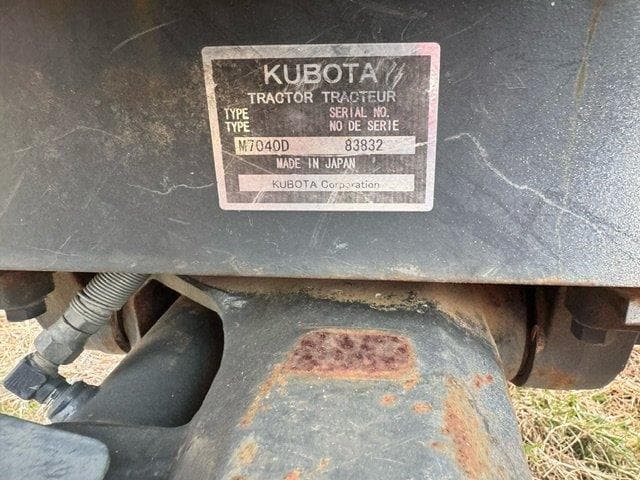 KUBOTA
TRACTOR TRACTEUR
TYPE SERIAL NO.
TYPE NO DE SERIE
M7040D 83832
MADE IN JAPAN
KUBOTA Corporation